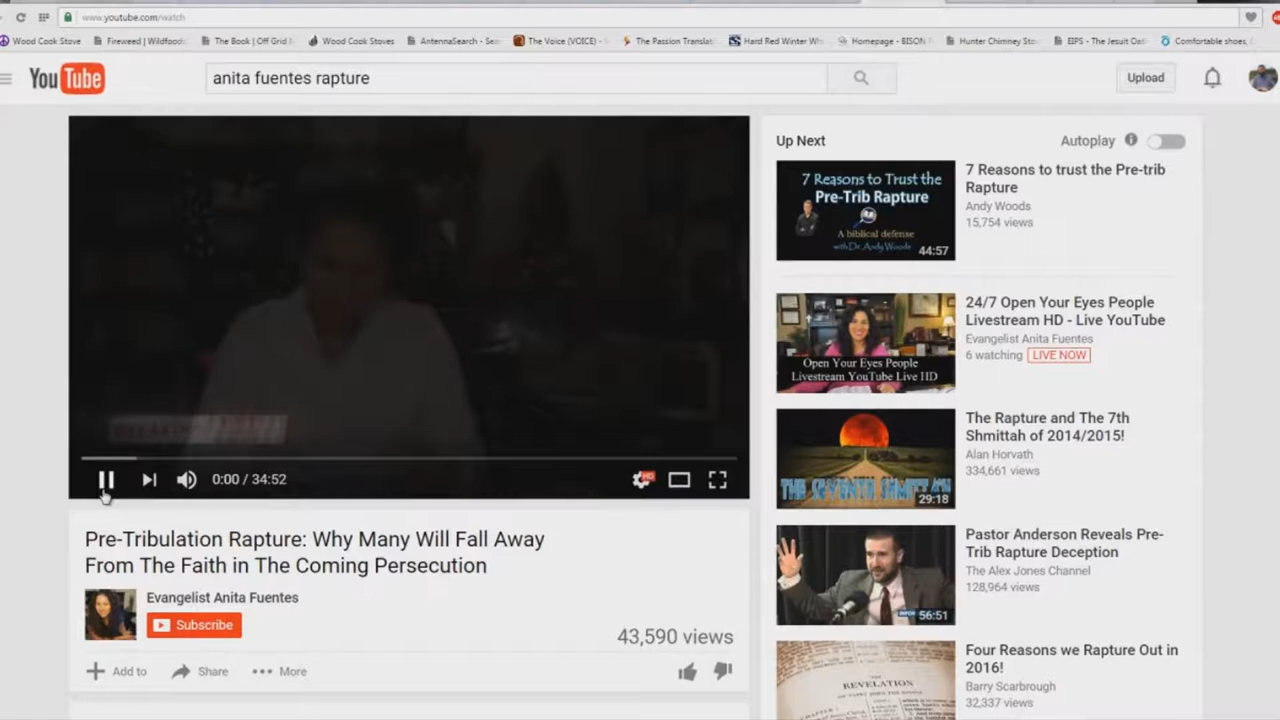 www.youtube.com/watch
Wood Cook Stove
Fireweed | Wildfoods
The Book | Off Grid
Wood Cook Stoves
AntennaSearch - Sea
The Voice (VOICE) -
The Passion Translati
Hard Red Winter Wh
Homepage - BISON
Hunter Chimney Sto
EIPS - The Jesuit Oat
Comfortable shoes,
YouTube
anita fuentes rapture
Upload
Up Next
Autoplay
7 Reasons to Trust the
Pre-Trib Rapture
A biblical defense
with Dr. Andy Woods
44:57
7 Reasons to trust the Pre-trib
Rapture
Andy Woods
15,754 views
Open Your Eyes People
Livestream YouTube Live HD
24/7 Open Your Eyes People
Livestream HD - Live YouTube
Evangelist Anita Fuentes
6 watching LIVE NOW
THE SEVENTH SHMITTAH
29:18
The Rapture and The 7th
Shmittah of 2014/2015!
Alan Horvath
334,661 views
56:51
Pastor Anderson Reveals Pre-
Trib Rapture Deception
The Alex Jones Channel
128,964 views
REVELATION
Four Reasons we Rapture Out in
2016!
Barry Scarbrough
32,337 views
0:00 / 34:52
HD
Pre-Tribulation Rapture: Why Many Will Fall Away
From The Faith in The Coming Persecution
Evangelist Anita Fuentes
Subscribe
43,590 views
Add to
Share
More